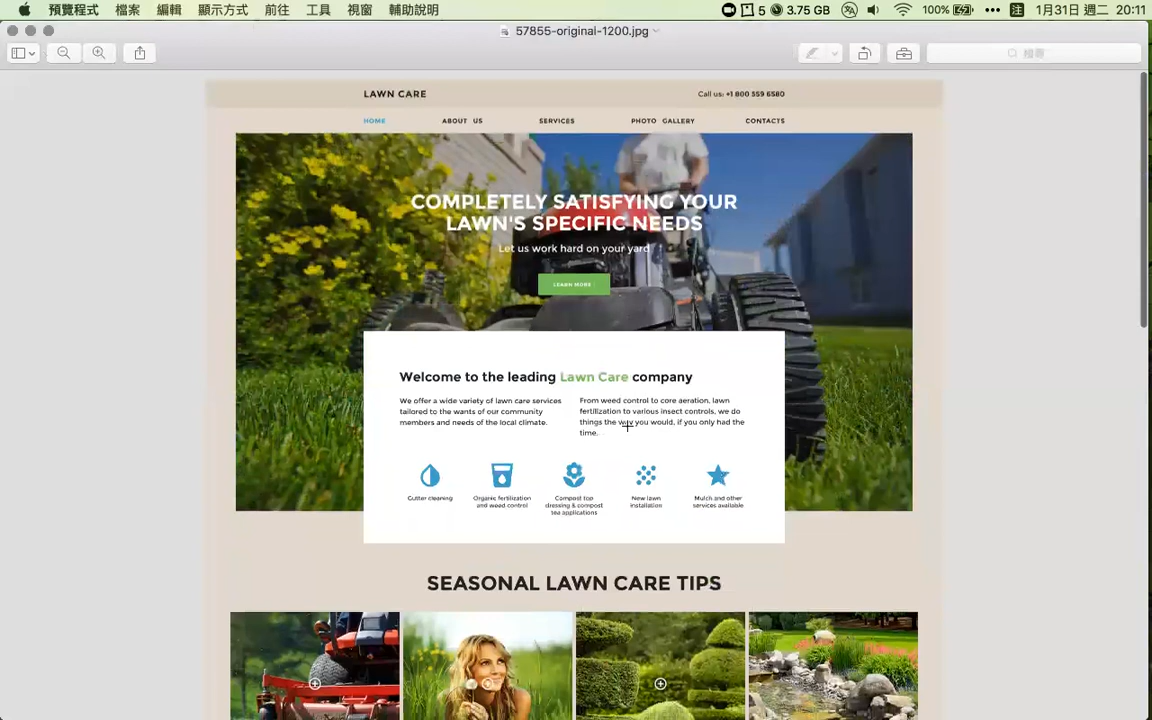 預覽程式 檔案 編輯 顯示方式 前往 工具 視窗 輔助說明 5 3.75 GB 100% 注 1月31日 週二 20:11
57855-original-1200.jpg
搜尋
LAWN CARE Call us: +1 800 559 6580
HOME ABOUT US SERVICES PHOTO GALLERY CONTACTS
COMPLETELY SATISFYING YOUR
LAWN'S SPECIFIC NEEDS
Let us work hard on your yard
LEARN MORE
Welcome to the leading Lawn Care company
We offer a wide variety of lawn care services
tailored to the wants of our community
members and needs of the local climate.
From weed control to core aeration, lawn
fertilization to various insect controls, we do
things the way you would, if you only had the
time.
Gutter cleaning
Organic fertilization
and weed control
Compost top
dressing & compost
tea applications
New lawn
installation
Mulch and other
services available
SEASONAL LAWN CARE TIPS